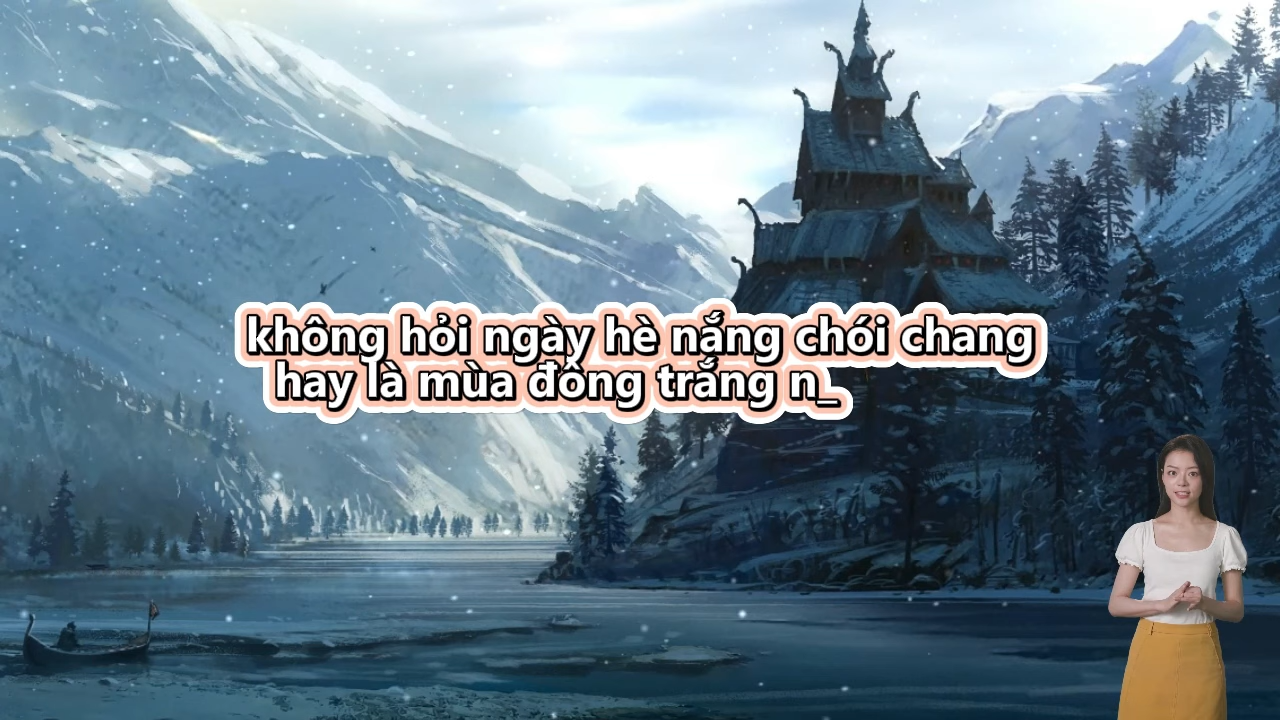 không hỏi ngày hè nắng chói chang
hay là mùa đông trắng n_